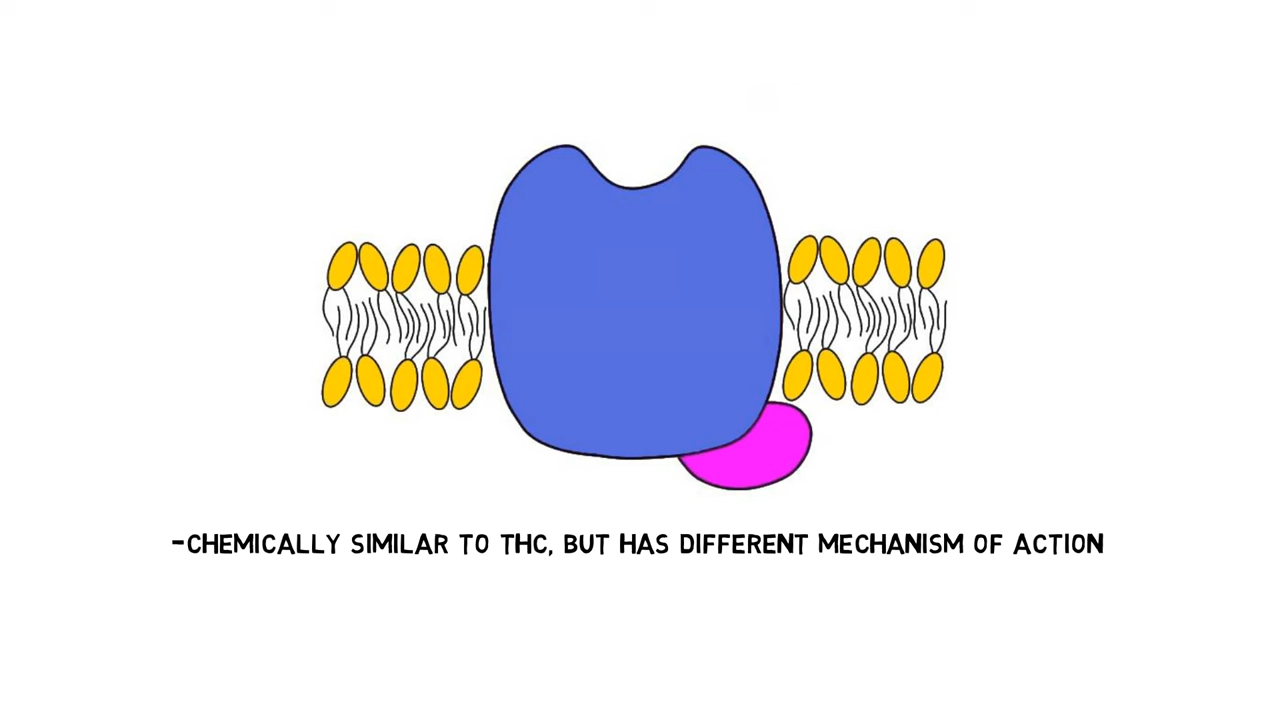 -CHEMICALLY SIMILAR TO THC, BUT HAS DIFFERENT MECHANISM OF ACTION